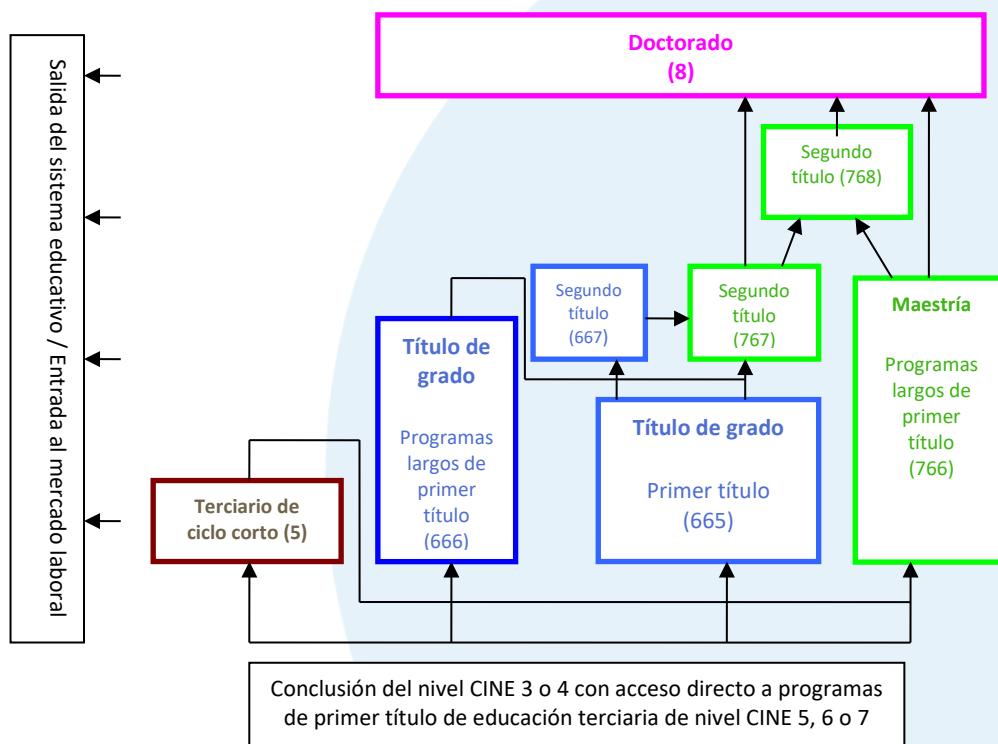 Salida del sistema educativo / Entrada al mercado laboral
Doctorado
(8)
Segundo
título (768)
Segundo
título
(667)
Segundo
título
(767)
Maestría
Programas
largos de
primer
título
(766)
Título de
grado
Programas
largos de
primer
título
(666)
Título de grado
Primer título
(665)
Terciario de
ciclo corto (5)
Conclusión del nivel CINE 3 o 4 con acceso directo a programas
de primer título de educación terciaria de nivel CINE 5, 6 o 7